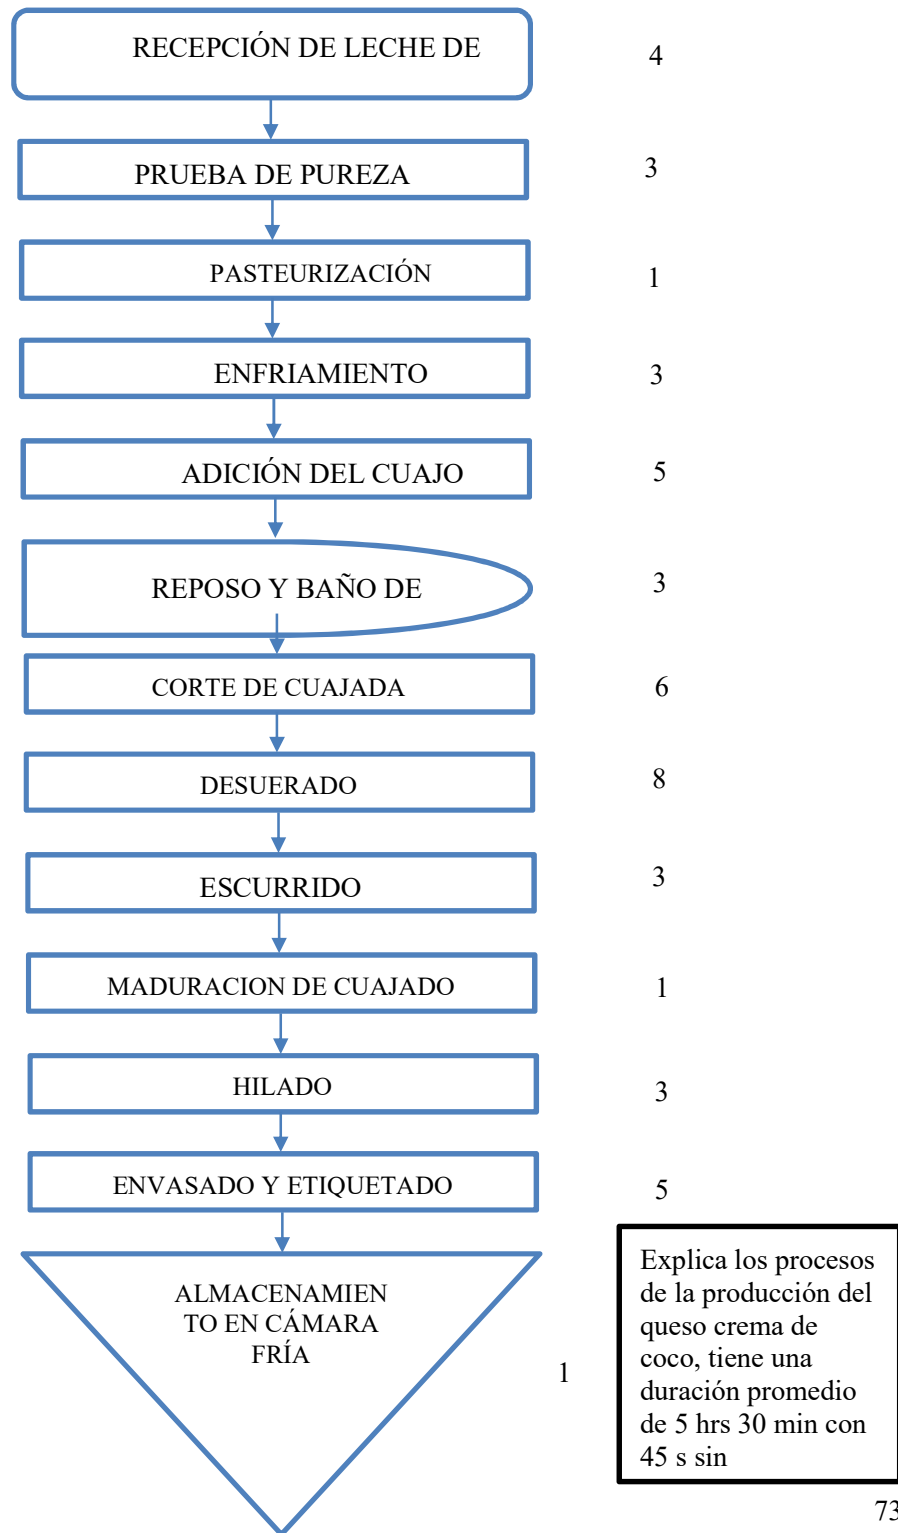 RECEPCIÓN DE LECHE DE
4
PRUEBA DE PUREZA
3
PASTEURIZACIÓN
1
ENFRIAMIENTO
3
ADICIÓN DEL CUAJO
5
REPOSO Y BAÑO DE
3
CORTE DE CUAJADA
6
DESUERADO
8
ESCURRIDO
3
MADURACION DE CUAJADO
1
HILADO
3
ENVASADO Y ETIQUETADO
5
ALMACENAMIEN
TO EN CÁMARA
FRÍA
1
Explica los procesos
de la producción del
queso crema de
coco, tiene una
duración promedio
de 5 hrs 30 min con
45 s sin
73